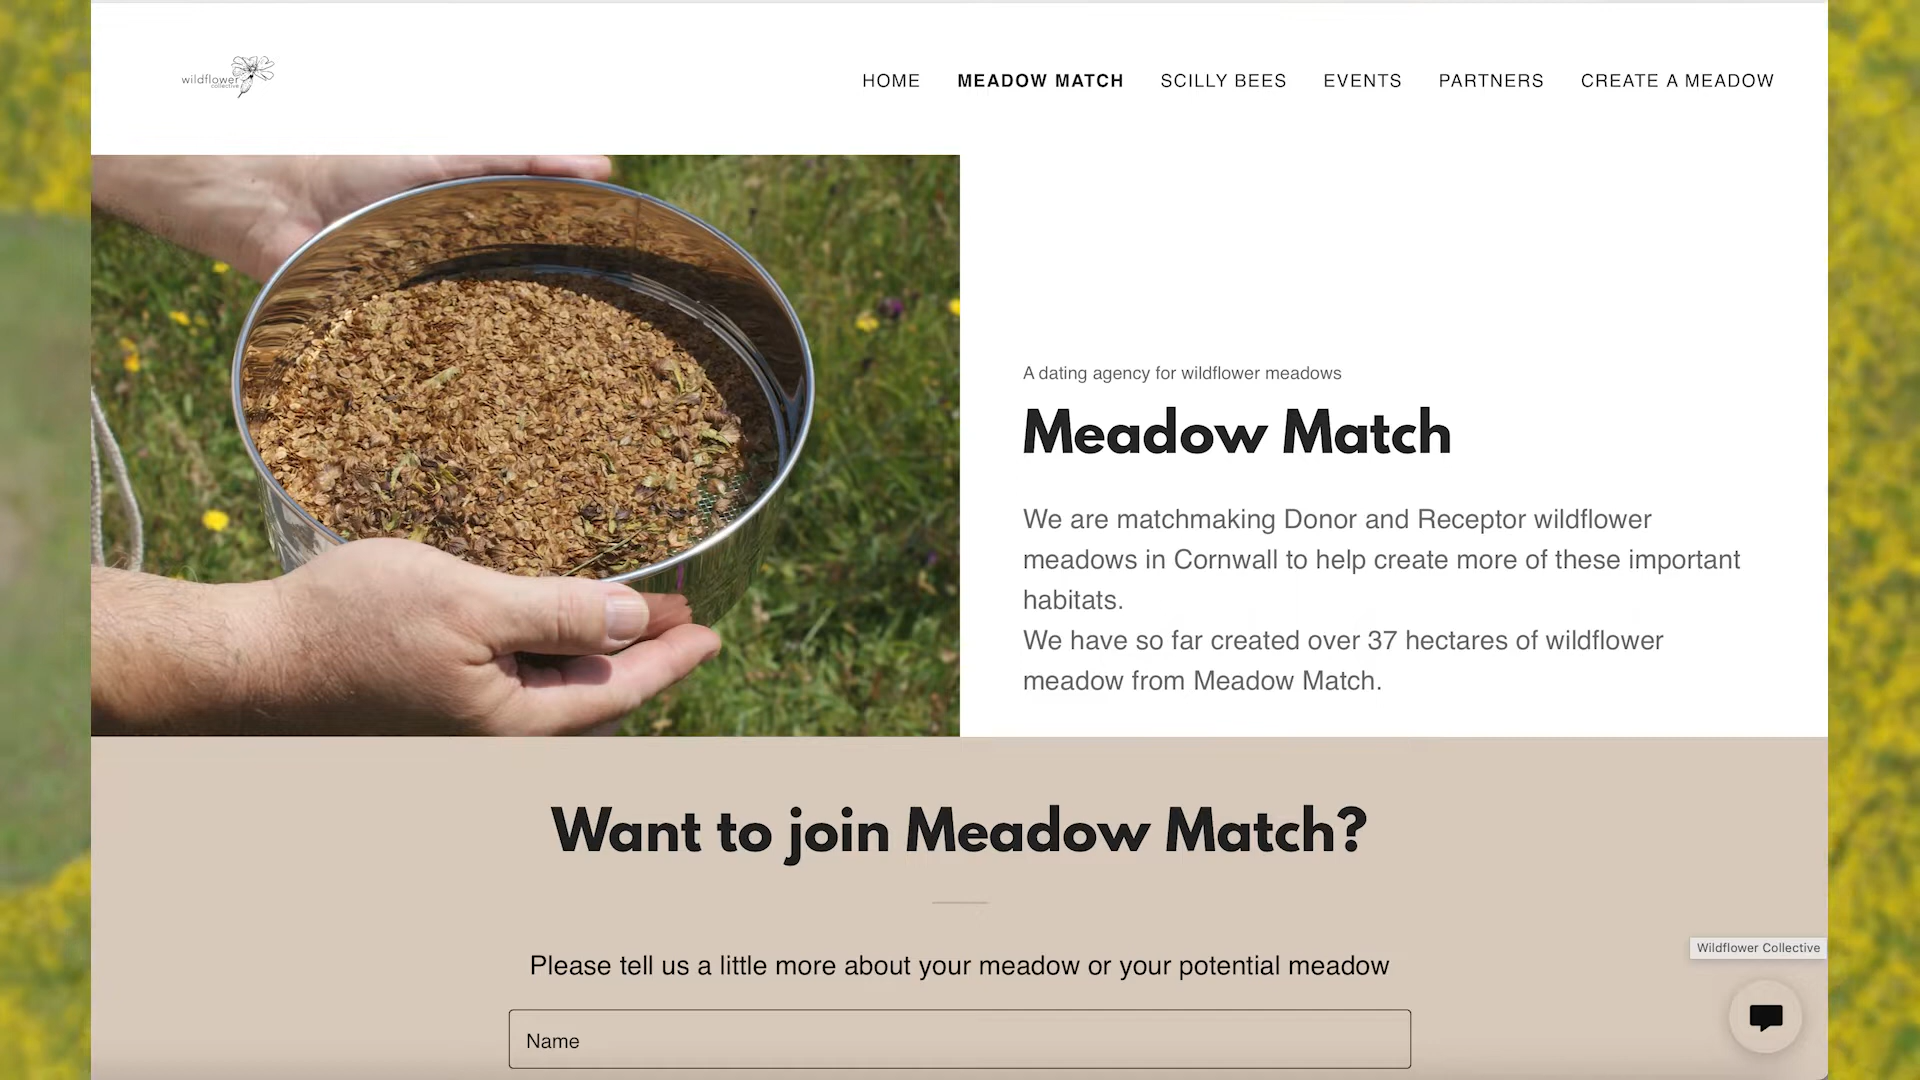 wildflower
collective
HOME
MEADOW MATCH
SCILLY BEES
EVENTS
PARTNERS
CREATE A MEADOW
A dating agency for wildflower meadows
Meadow Match
We are matchmaking Donor and Receptor wildflower
meadows in Cornwall to help create more of these important
habitats.
We have so far created over 37 hectares of wildflower
meadow from Meadow Match.
Want to join Meadow Match?
Please tell us a little more about your meadow or your potential meadow
Name
Wildflower Collective